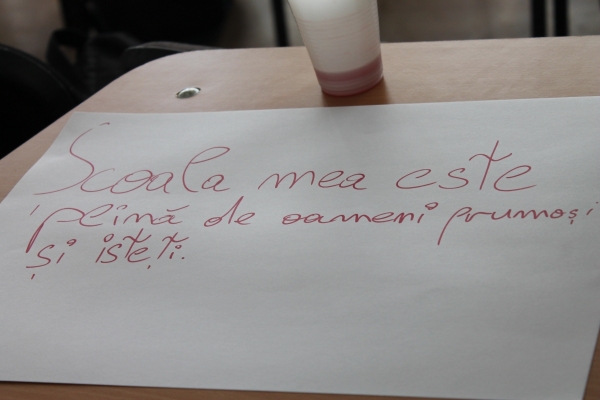 Școala mea este
plină de oameni frumoși
și isteți.